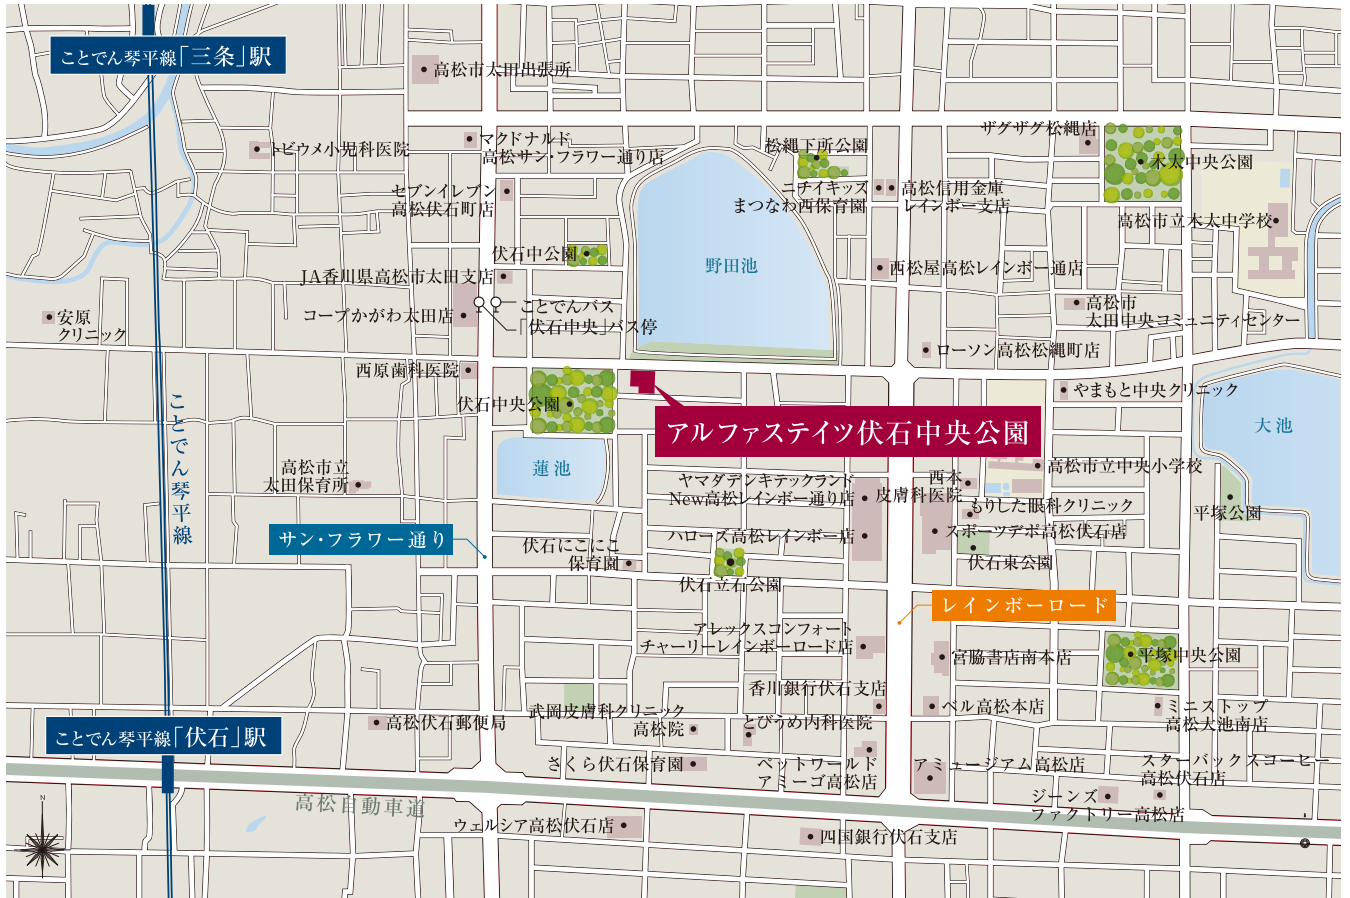 ことでん琴平線「三条」駅
高松市太田出張所
トビウメ小児科医院
マクドナルド
高松サン・フラワー通り店
松縄下所公園
ザグザグ松縄店
木太中央公園
セブンイレブン
高松伏石町店
ニチイキッズ
まつなわ西保育園
高松信用金庫
レインボー支店
高松市立木太中学校
伏石中公園
野田池
西松屋高松レインボー通店
JA香川県高松市太田支店
コープかがわ太田店
ことでんバス
「伏石中央」バス停
高松市
太田中央コミュニティセンター
安原
クリニック
ローソン高松松縄町店
西原歯科医院
伏石中央公園
やまもと中央クリニック
アルファステイツ伏石中央公園
大池
ことでん琴平線
蓮池
高松市立
太田保育所
ヤマダデンキテックランド
New高松レインボー通り店
西本
皮膚科医院
高松市立中央小学校
もりした眼科クリニック
平塚公園
サン・フラワー通り
伏石にこにこ
保育園
ハローズ高松レインボー店
スポーツデポ高松伏石店
伏石東公園
伏石立石公園
レインボーロード
アレックスコンフォート
チャーリーレインボーロード店
宮脇書店南本店
平塚中央公園
香川銀行伏石支店
ベル高松本店
ミニストップ
高松大池南店
ことでん琴平線「伏石」駅
高松伏石郵便局
武岡皮膚科クリニック
高松院
とびうめ内科医院
さくら伏石保育園
ペットワールド
アミーゴ高松店
アミュージアム高松店
スターバックスコーヒー
高松伏石店
ジーンズ
ファクトリー高松店
高松自動車道
N
ウェルシア高松伏石店
四国銀行伏石支店